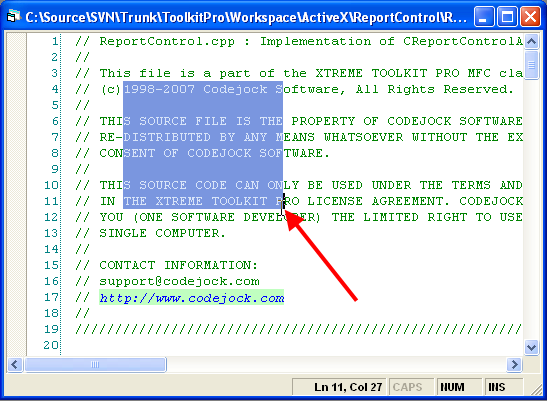 C:\Source\SVN\Trunk\ToolkitPro\Workspace\ActiveX\ReportControl\R...
1 // ReportControl.cpp : Implementation of CReportControlA
2 //
3 // This file is a part of the XTREME TOOLKIT PRO MFC cla
4 // (c)1998-2007 Codejock Software, All Rights Reserved.
5 //
6 // THIS SOURCE FILE IS THE PROPERTY OF CODEJOCK SOFTWARE
7 // RE-DISTRIBUTED BY ANY MEANS WHATSOEVER WITHOUT THE EX
8 // CONSENT OF CODEJOCK SOFTWARE.
9 //
10 // THIS SOURCE CODE CAN ONLY BE USED UNDER THE TERMS AND
11 // IN THE XTREME TOOLKIT PRO LICENSE AGREEMENT. CODEJOCK
12 // YOU (ONE SOFTWARE DEVELOPER) THE LIMITED RIGHT TO USE
13 // SINGLE COMPUTER.
14 //
15 // CONTACT INFORMATION:
16 // support@codejock.com
17 // http://www.codejock.com
18 //
19 /////////////////////////////////////////////////////////
20
Ln 11, Col 27 CAPS NUM INS